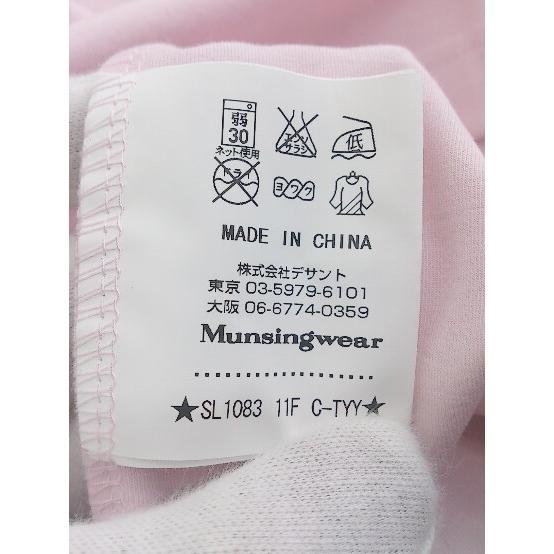 弱
30
ネット使用
エンソ
サラシ
低
ドライ
ヨワク
MADE IN CHINA
株式会社デサント
東京 03-5979-6101
大阪 06-6774-0359
Munsingwear
★SL1083 11F C-TYY★